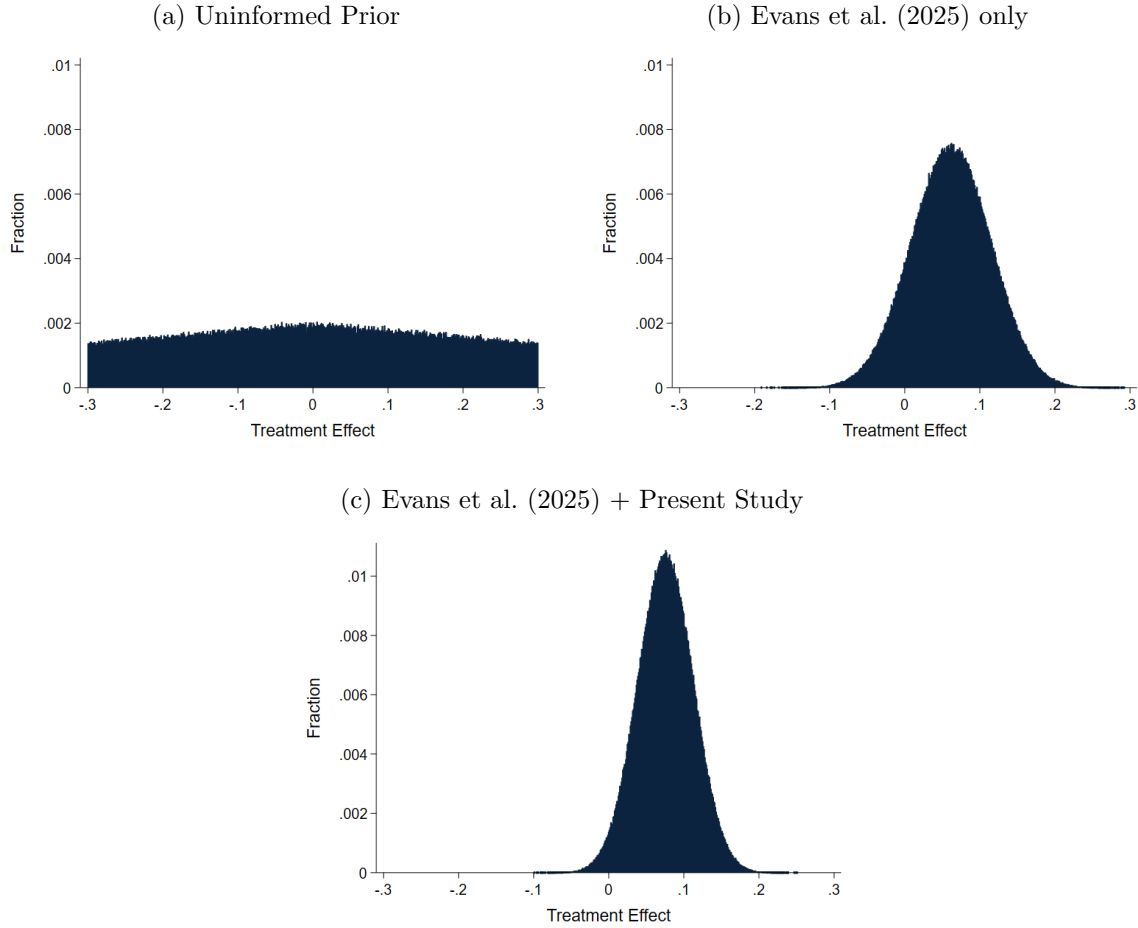 (a) Uninformed Prior
.01
.008
.006
.004
.002
0
Fraction
-.3 -.2 -.1 0 .1 .2 .3
Treatment Effect
(b) Evans et al. (2025) only
.01
.008
.006
.004
.002
0
Fraction
-.3 -.2 -.1 0 .1 .2 .3
Treatment Effect
(c) Evans et al. (2025) + Present Study
.01
.008
.006
.004
.002
0
Fraction
-.3 -.2 -.1 0 .1 .2 .3
Treatment Effect